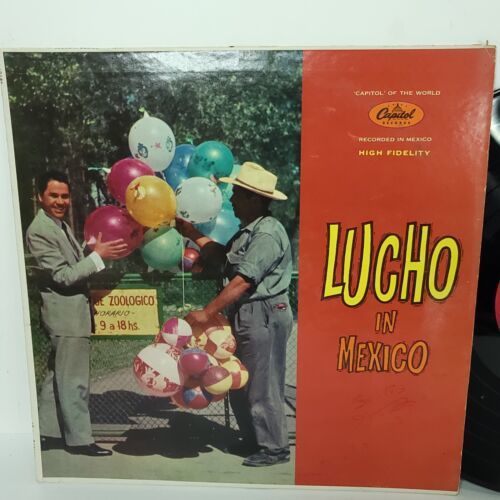 'CAPITOL' OF THE WORLD
Capitol
RECORDS
RECORDED IN MEXICO
HIGH FIDELITY
LUCHO
IN
MEXICO
DE ZOOLOGICO
HORARIO-
9 a 18 hs.